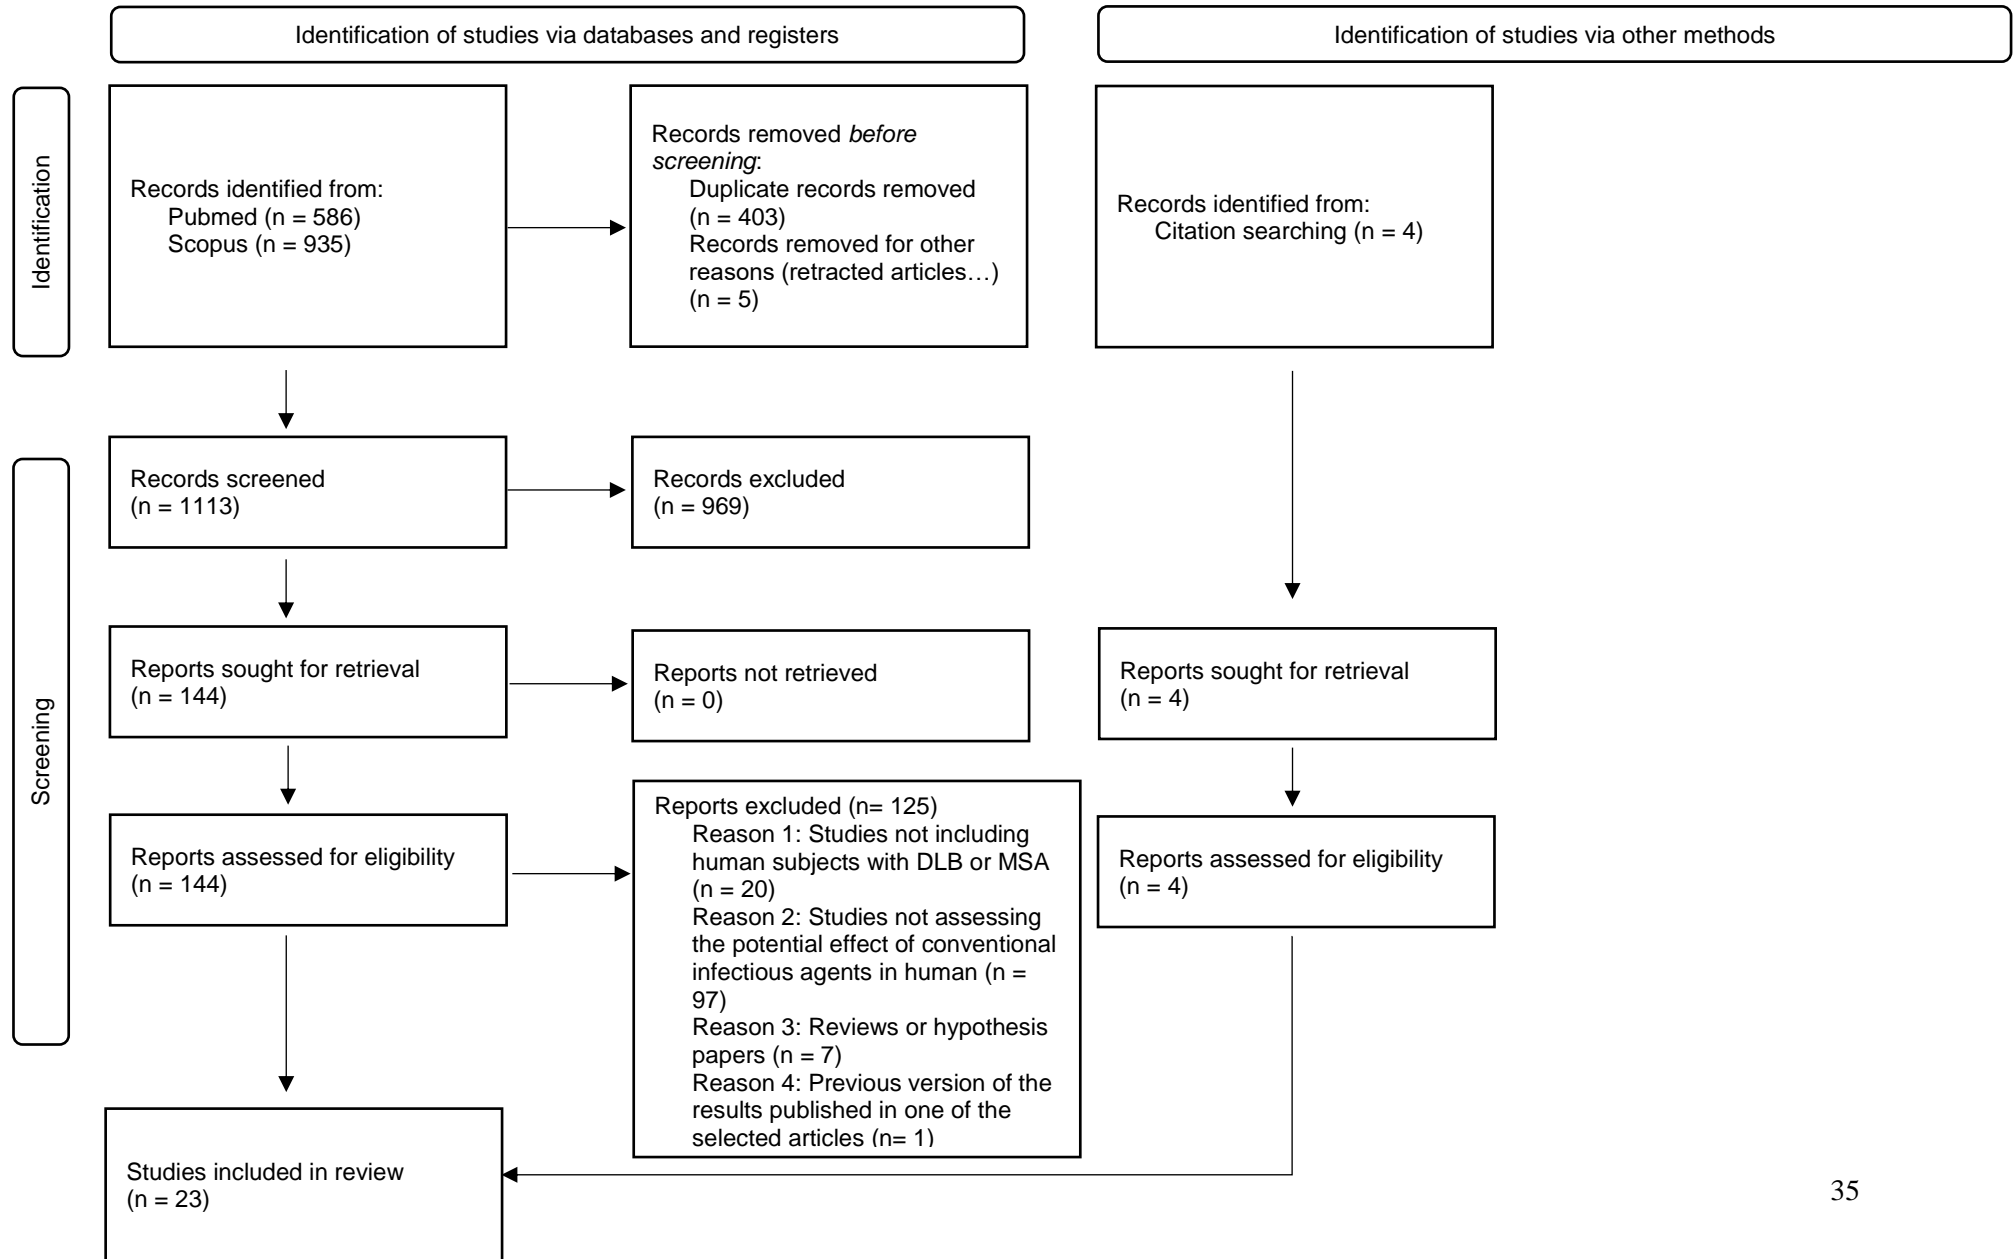 Identification of studies via databases and registers
Identification of studies via other methods
Identification
Records identified from:
Pubmed (n = 586)
Scopus (n = 935)
Records removed before
screening:
Duplicate records removed
(n = 403)
Records removed for other
reasons (retracted articles…)
(n = 5)
Records identified from:
Citation searching (n = 4)
Screening
Records screened
(n = 1113)
Records excluded
(n = 969)
Reports sought for retrieval
(n = 144)
Reports not retrieved
(n = 0)
Reports sought for retrieval
(n = 4)
Reports assessed for eligibility
(n = 144)
Reports excluded (n= 125)
Reason 1: Studies not including
human subjects with DLB or MSA
(n = 20)
Reason 2: Studies not assessing
the potential effect of conventional
infectious agents in human (n =
97)
Reason 3: Reviews or hypothesis
papers (n = 7)
Reason 4: Previous version of the
results published in one of the
selected articles (n= 1)
Reports assessed for eligibility
(n = 4)
Studies included in review
(n = 23)
35